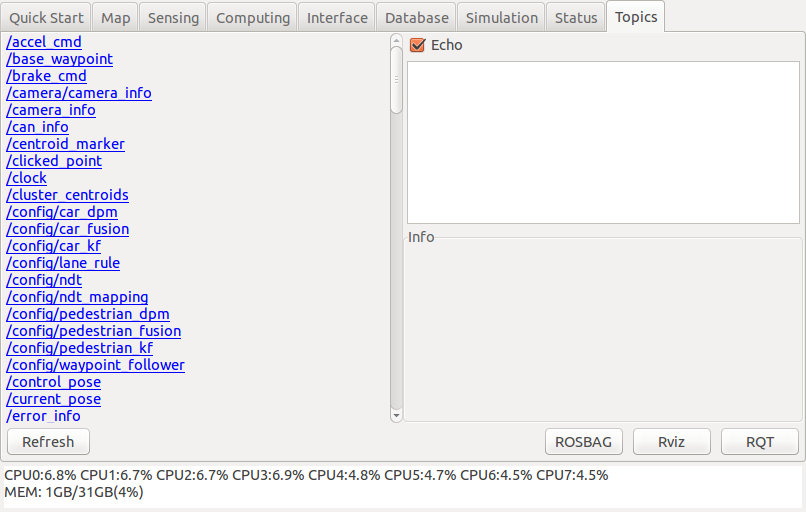 Quick Start Map Sensing Computing Interface Database Simulation Status Topics
/accel_cmd
/base_waypoint
/brake_cmd
/camera/camera_info
/camera_info
/can_info
/centroid_marker
/clicked_point
/clock
/cluster_centroids
/config/car_dpm
/config/car_fusion
/config/car_kf
/config/lane_rule
/config/ndt
/config/ndt_mapping
/config/pedestrian_dpm
/config/pedestrian_fusion
/config/pedestrian_kf
/config/waypoint_follower
/control_pose
/current_pose
/error_info
Echo
Info
Refresh ROSBAG Rviz RQT
CPU0:6.8% CPU1:6.7% CPU2:6.7% CPU3:6.9% CPU4:4.8% CPU5:4.7% CPU6:4.5% CPU7:4.5%
MEM: 1GB/31GB(4%)